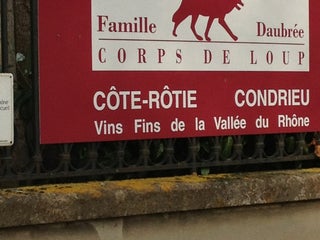 Famille Daubrée
CORPS DE LOUP
CÔTE-RÔTIE CONDRIEU
Vins Fins de la Vallée du Rhône